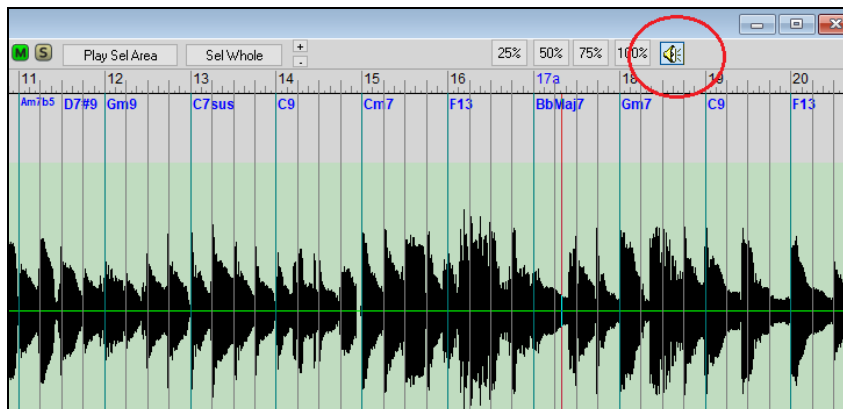 M S Play Sel Area Sel Whole + - 25% 50% 75% 100%
11 12 13 14 15 16 17a 18 19 20
Am7b5 D7#9 Gm9 C7sus C9 Cm7 F13 BbMaj7 Gm7 C9 F13